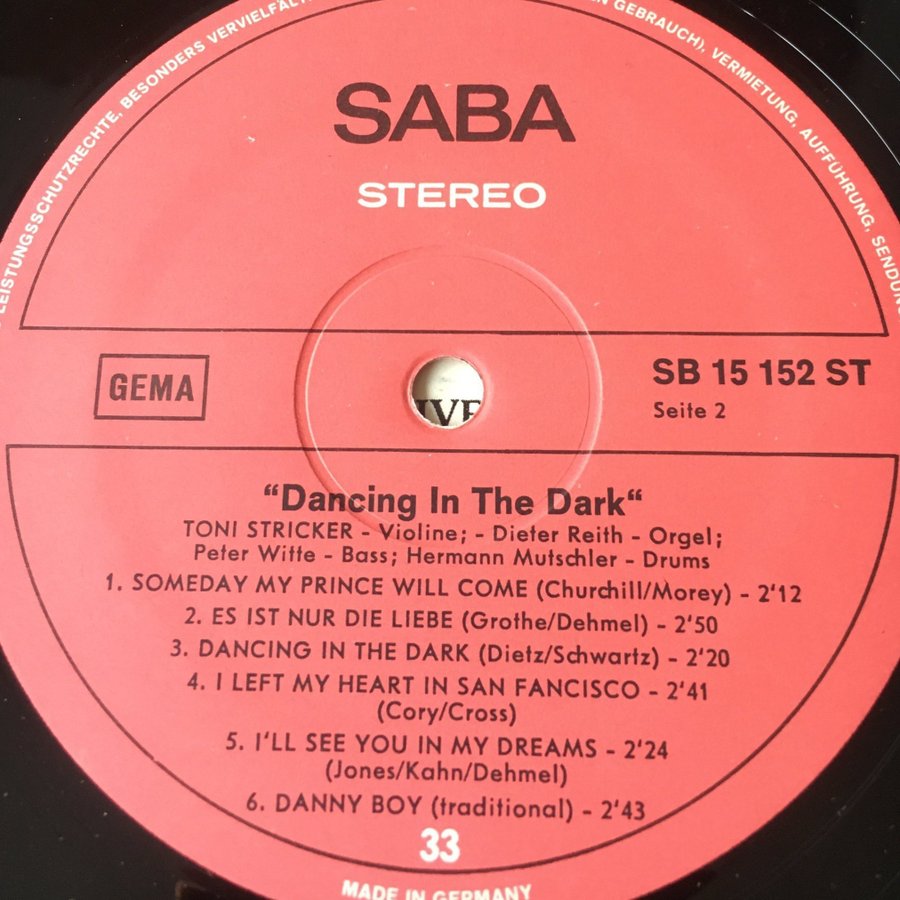 LEISTUNGSSCHUTZRECHTE, BESONDERS
GEBRAUCH), VERMIETUNG, AUFFÜHRUNG,
SABA
STEREO
GEMA
SB 15 152 ST
Seite 2
“Dancing In The Dark“
TONI STRICKER - Violine; - Dieter Reith - Orgel;
Peter Witte - Bass; Hermann Mutschler - Drums
1. SOMEDAY MY PRINCE WILL COME (Churchill/Morey) - 2'12
2. ES IST NUR DIE LIEBE (Grothe/Dehmel) - 2'50
3. DANCING IN THE DARK (Dietz/Schwartz) - 2'20
4. I LEFT MY HEART IN SAN FANCISCO - 2'41
(Cory/Cross)
5. I'LL SEE YOU IN MY DREAMS - 2'24
(Jones/Kahn/Dehmel)
6. DANNY BOY (traditional) - 2'43
33
MADE IN GERMANY